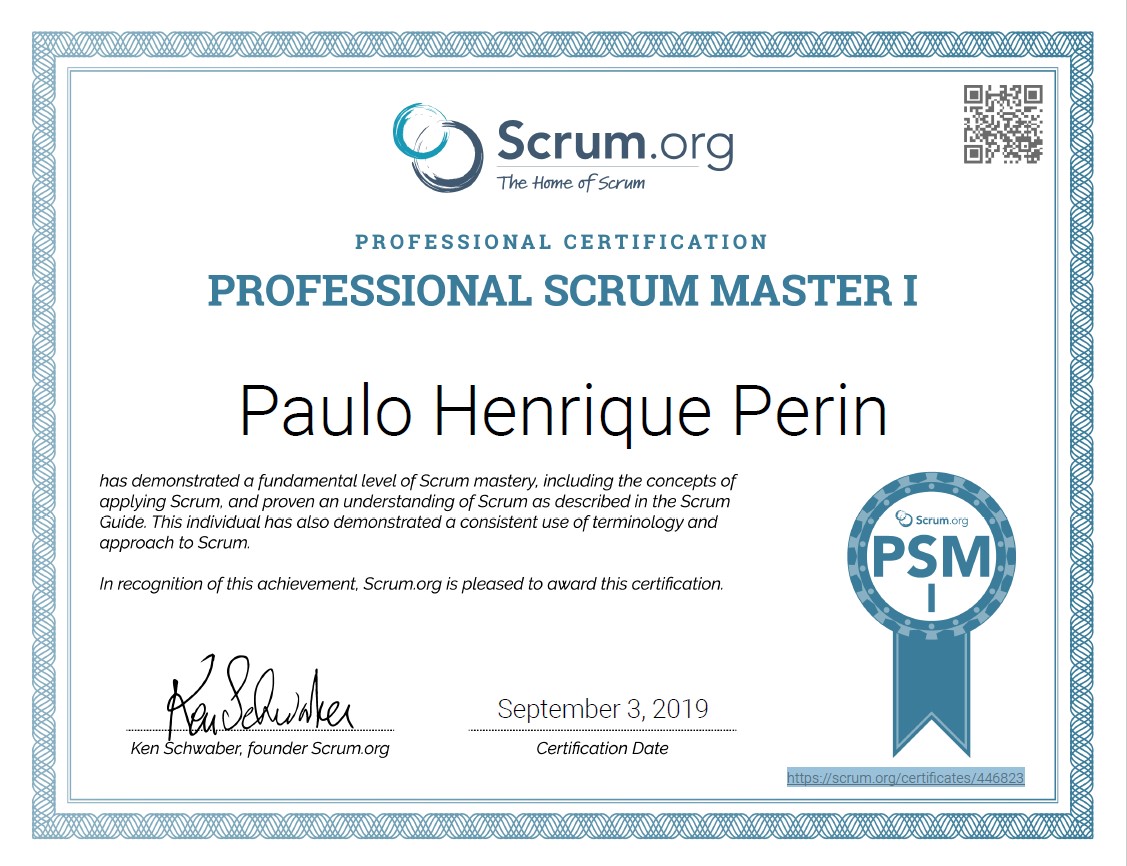 Scrum.org
The Home of Scrum
PROFESSIONAL CERTIFICATION
PROFESSIONAL SCRUM MASTER I
Paulo Henrique Perin
has demonstrated a fundamental level of Scrum mastery, including the concepts of
applying Scrum, and proven an understanding of Scrum as described in the Scrum
Guide. This individual has also demonstrated a consistent use of terminology and
approach to Scrum.
In recognition of this achievement, Scrum.org is pleased to award this certification.
Scrum.org
PSM
I
Ken Schwaber
September 3, 2019
Ken Schwaber, founder Scrum.org
Certification Date
https://scrum.org/certificates/446823